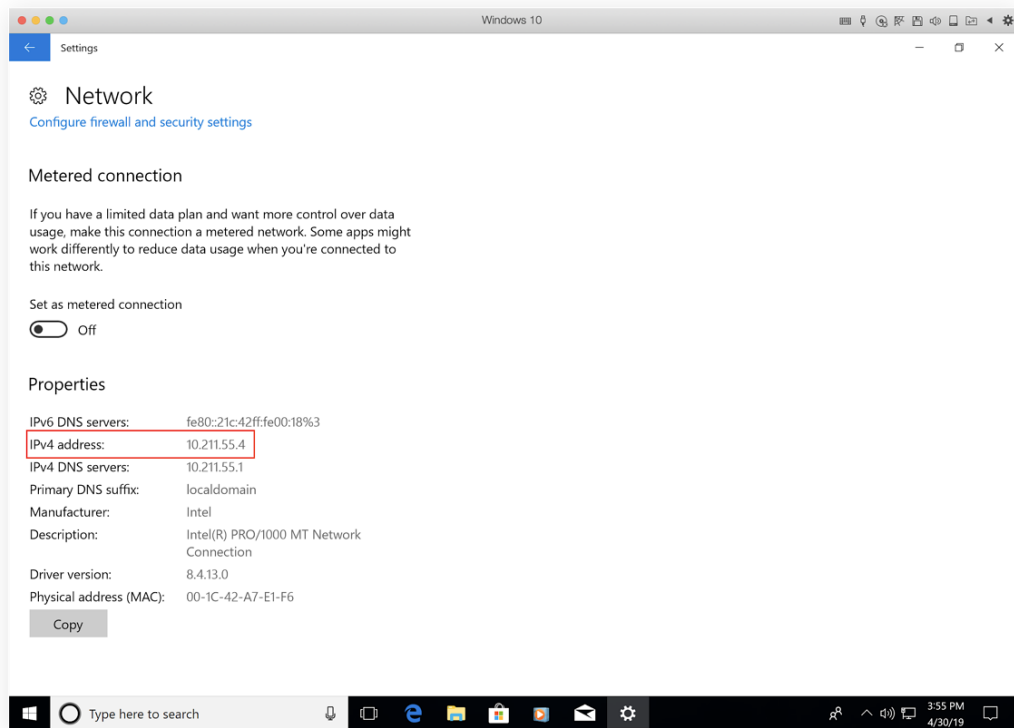 Windows 10
Settings
Network
Configure firewall and security settings
Metered connection
If you have a limited data plan and want more control over data
usage, make this connection a metered network. Some apps might
work differently to reduce data usage when you're connected to
this network.
Set as metered connection
Off
Properties
IPv6 DNS servers: fe80::21c:42ff:fe00:18%3
IPv4 address: 10.211.55.4
IPv4 DNS servers: 10.211.55.1
Primary DNS suffix: localdomain
Manufacturer: Intel
Description: Intel(R) PRO/1000 MT Network
Connection
Driver version: 8.4.13.0
Physical address (MAC): 00-1C-42-A7-E1-F6
Copy
Type here to search
3:55 PM
4/30/19